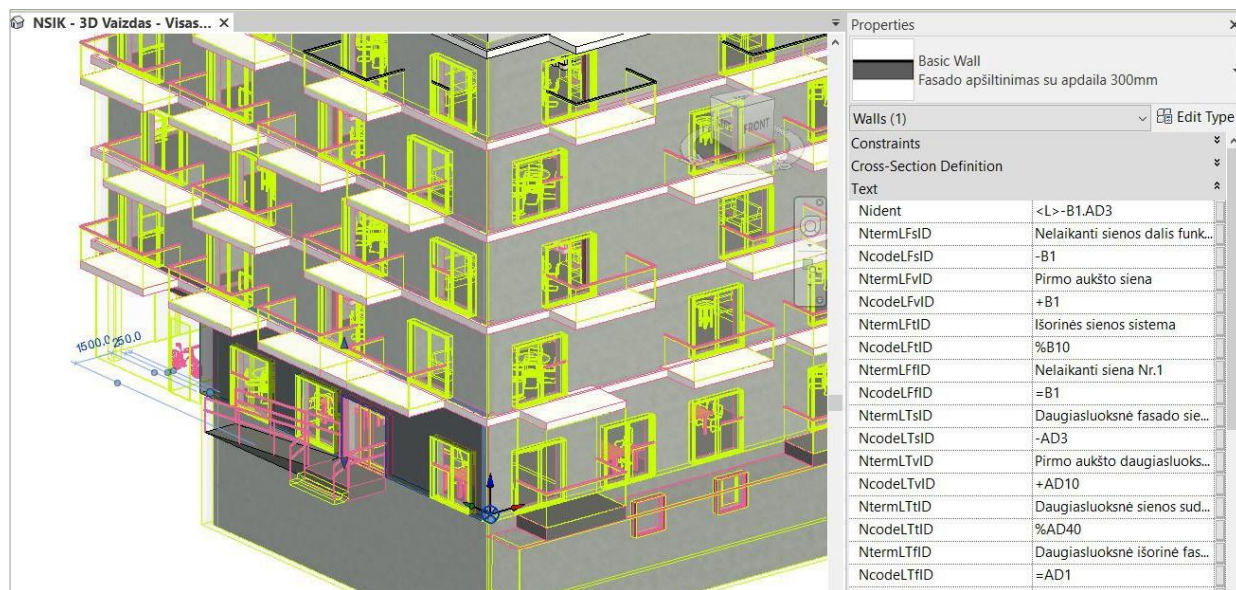 NSIK - 3D Vaizdas - Visas... ×
Properties ×
Basic Wall
Fasado apšiltinimas su apdaila 300mm
Walls (1) Edit Type
Constraints
Cross-Section Definition
Text
Nident <L>-B1.AD3
NtermLFsID Nelaikanti sienos dalis funk...
NcodeLFsID -B1
NtermLFvID Pirmo aukšto siena
NcodeLFvID +B1
NtermLFtID Išorinės sienos sistema
NcodeLFtID %B10
NtermLFfID Nelaikanti siena Nr.1
NcodeLFfID =B1
NtermLTsID Daugiasluoksnė fasado sie...
NcodeLTsID -AD3
NtermLTvID Pirmo aukšto daugiasluoks...
NcodeLTvID +AD10
NtermLTtID Daugiasluoksnė sienos sud...
NcodeLTtID %AD40
NtermLTfID Daugiasluoksnė išorinė fas...
NcodeLTfID =AD1
FRONT
1500.0
250.0